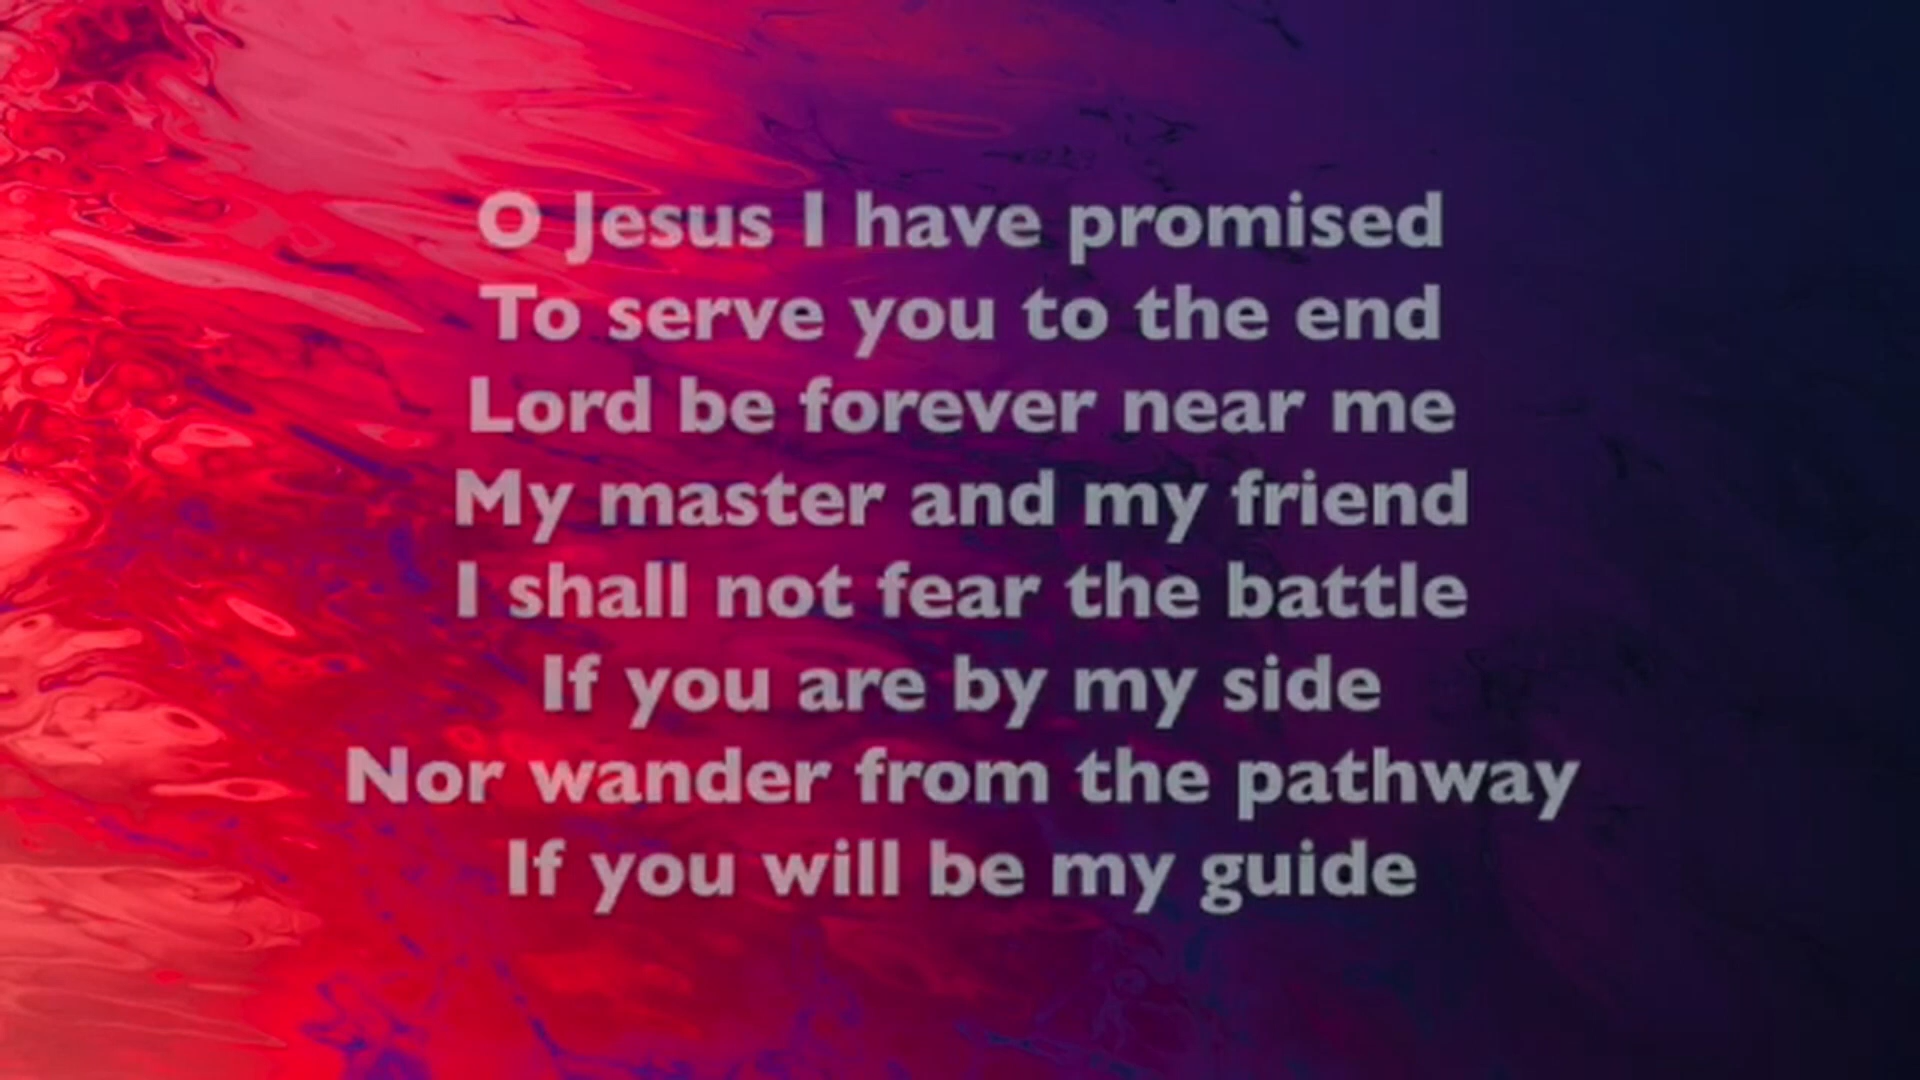 O Jesus I have promised
To serve you to the end
Lord be forever near me
My master and my friend
I shall not fear the battle
If you are by my side
Nor wander from the pathway
If you will be my guide